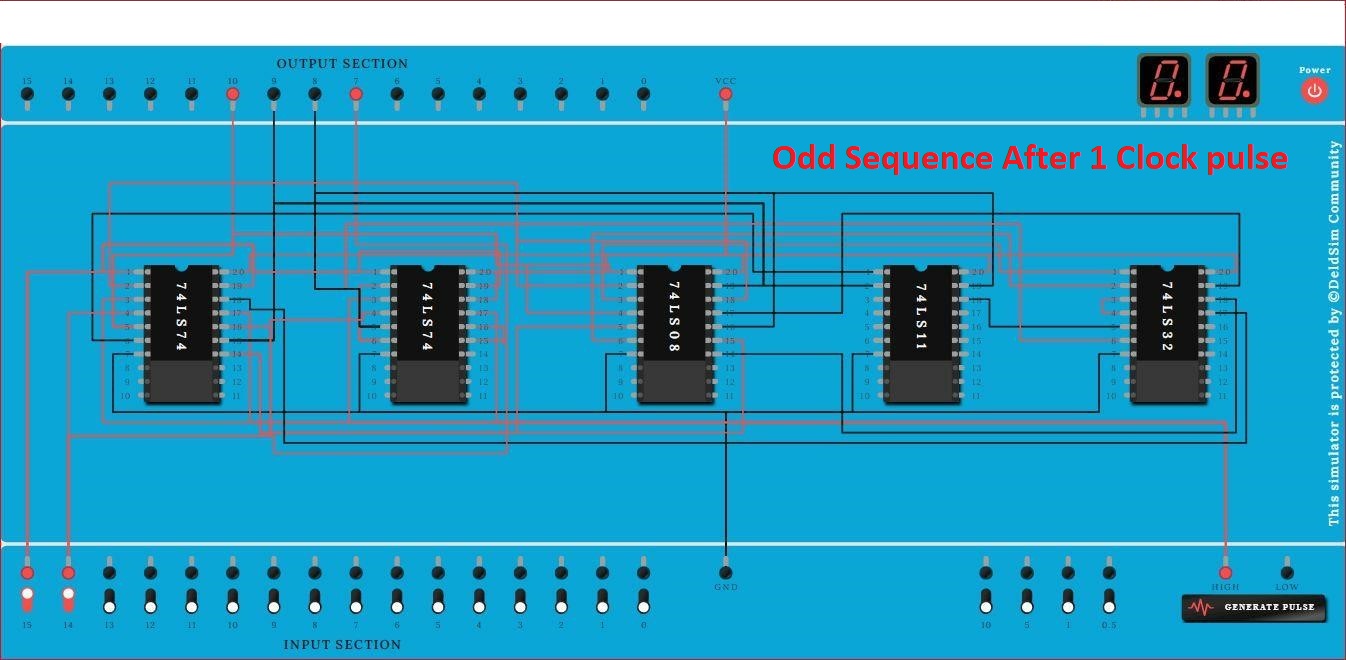 OUTPUT SECTION
15 14 13 12 11 10 9 8 7 6 5 4 3 2 1 0 VCC
Power
Odd Sequence After 1 Clock pulse
This simulator is protected by ©DeldSim Community
1 20 1 20 1 20 1 20 1 20
2 19 2 19 2 19 2 19 2 19
3 18 3 18 3 18 3 18 3 18
4 17 4 17 4 17 4 17 4 17
5 16 5 16 5 16 5 16 5 16
6 15 6 15 6 15 6 15 6 15
7 14 7 14 7 14 7 14 7 14
8 13 8 13 8 13 8 13 8 13
9 12 9 12 9 12 9 12 9 12
10 11 10 11 10 11 10 11 10 11
74LS74
74LS74
74LS08
74LS11
74LS32
GND
HIGH LOW
GENERATE PULSE
15 14 13 12 11 10 9 8 7 6 5 4 3 2 1 0 10 5 1 0.5
INPUT SECTION